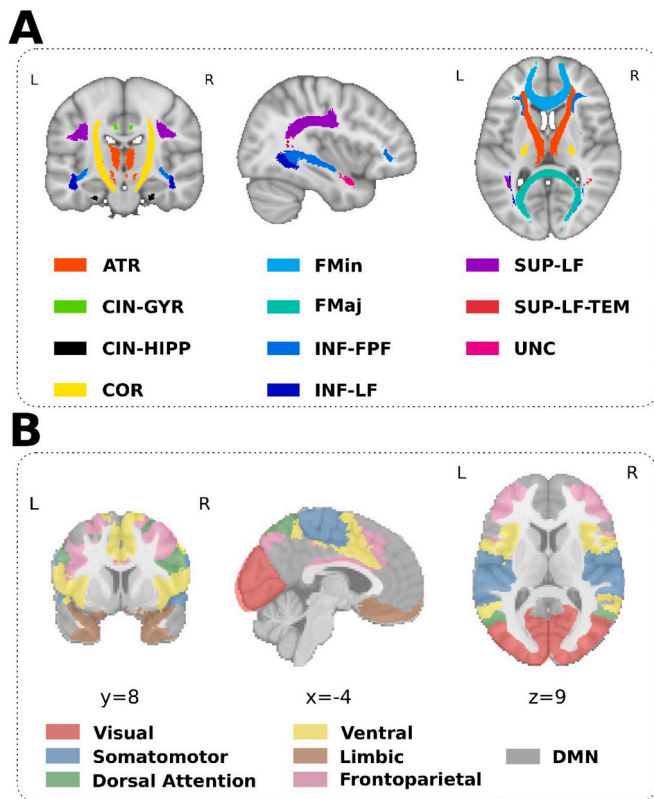 A
L R L R
ATR FMin SUP-LF
CIN-GYR FMaj SUP-LF-TEM
CIN-HIPP INF-FPF UNC
COR INF-LF
B
L R L R
y=8 x=-4 z=9
Visual Ventral DMN
Somatomotor Limbic
Dorsal Attention Frontoparietal